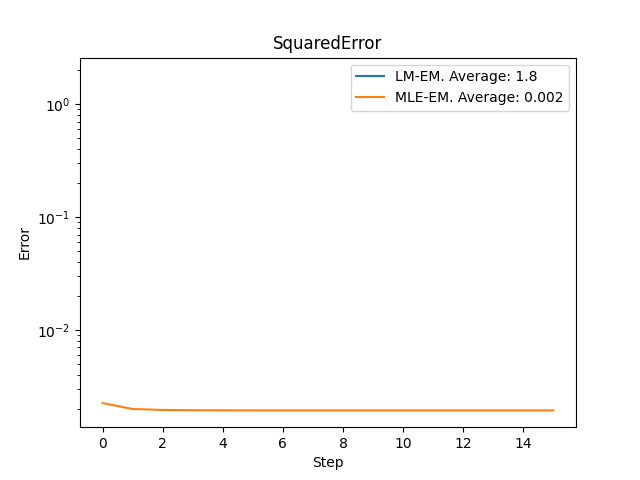 SquaredError
LM-EM. Average: 1.8
MLE-EM. Average: 0.002
10⁰
10⁻¹
10⁻²
Error
0 2 4 6 8 10 12 14
Step